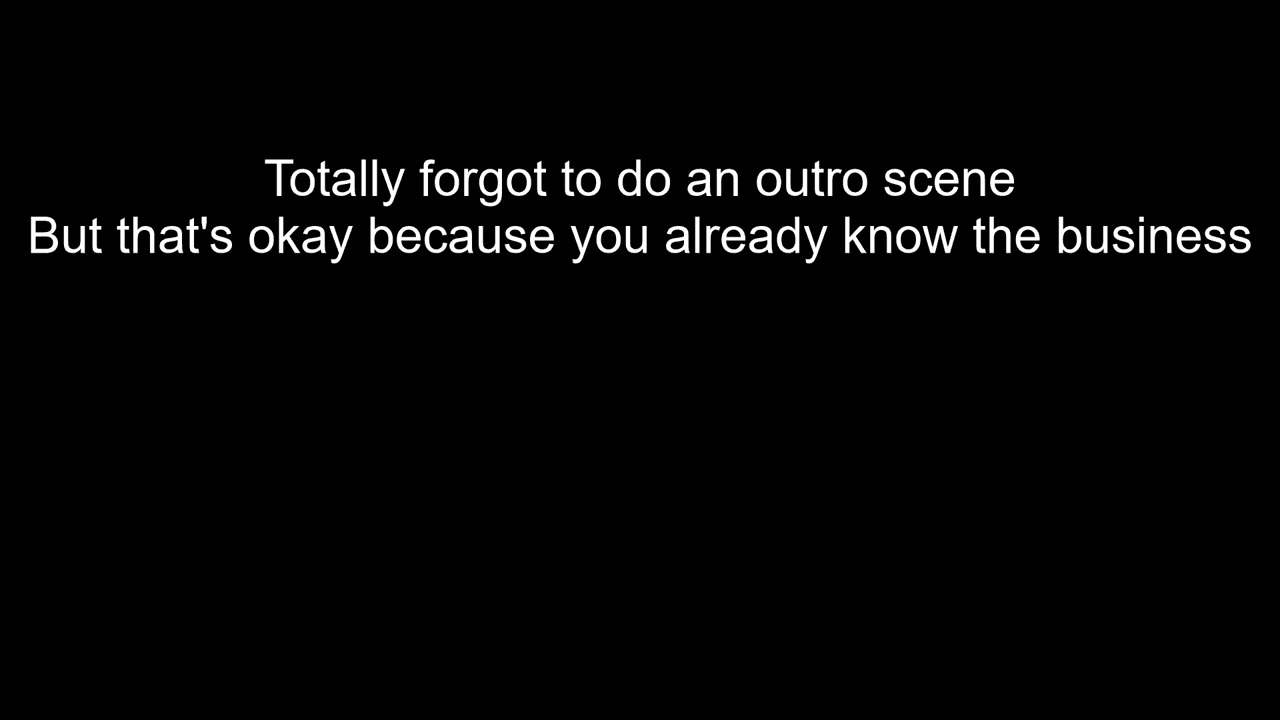 Totally forgot to do an outro scene
But that's okay because you already know the business